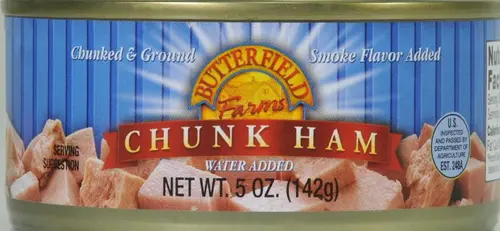 Chunked & Ground
Smoke Flavor Added
BUTTERFIELD
Farms
CHUNK HAM
WATER ADDED
NET WT. 5 OZ. (142g)
SERVING
SUGGESTION
U.S.
INSPECTED
AND PASSED BY
DEPARTMENT OF
AGRICULTURE
EST. 248A